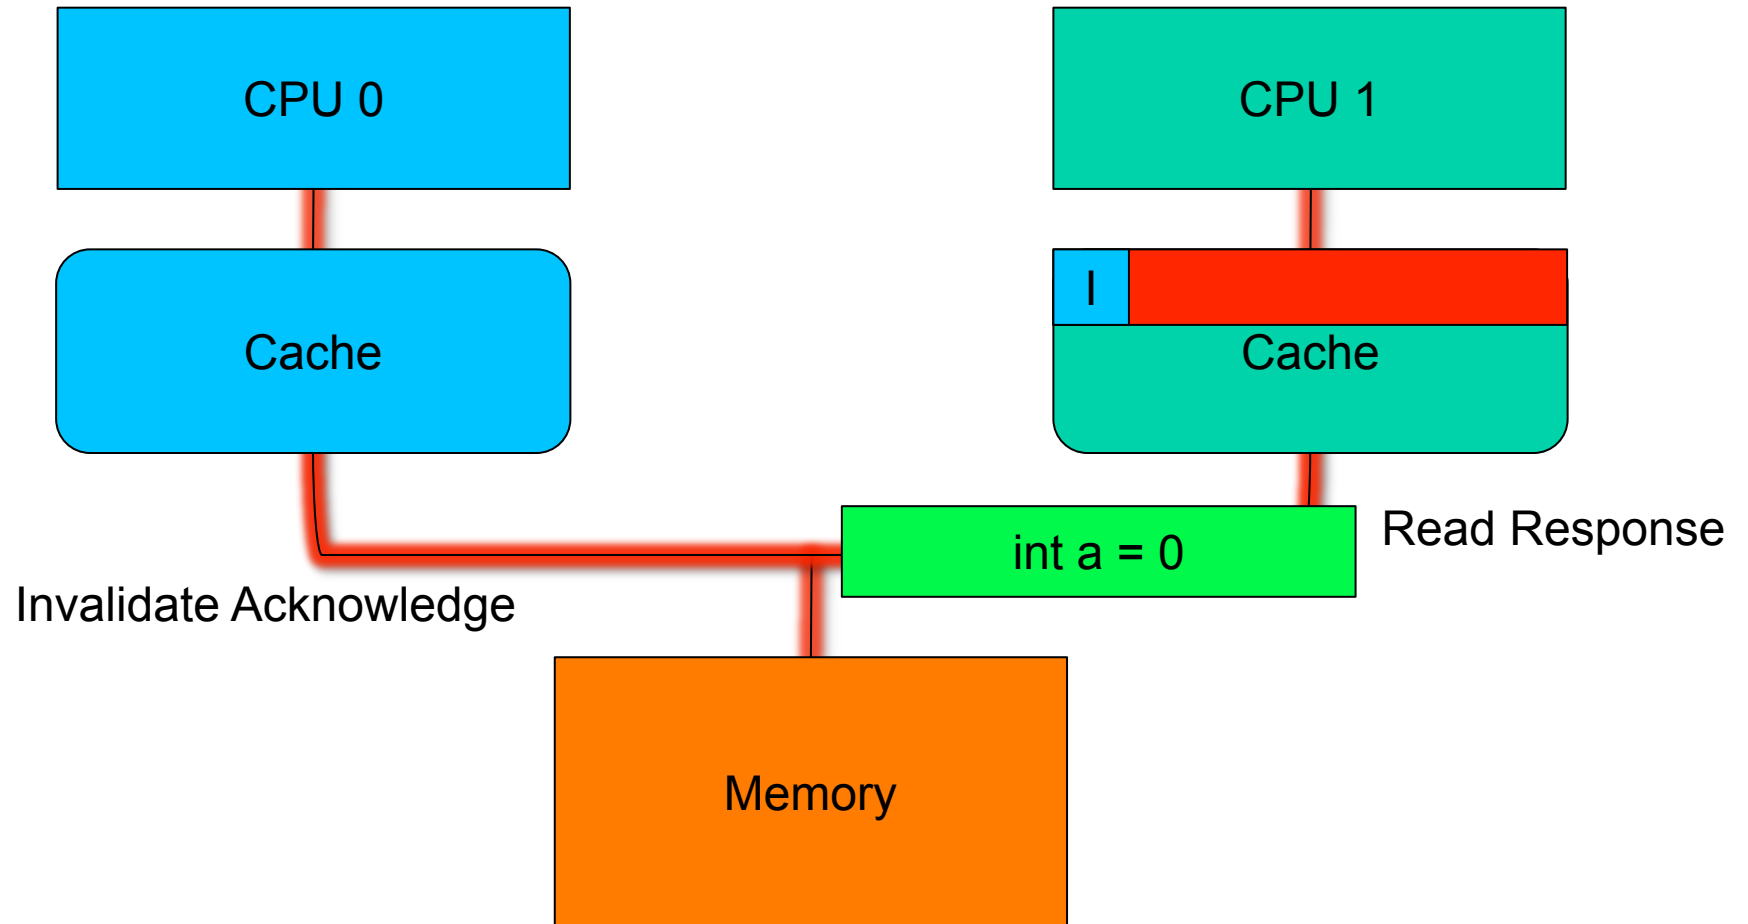 CPU 0
CPU 1
I
Cache
Cache
int a = 0
Read Response
Invalidate Acknowledge
Memory